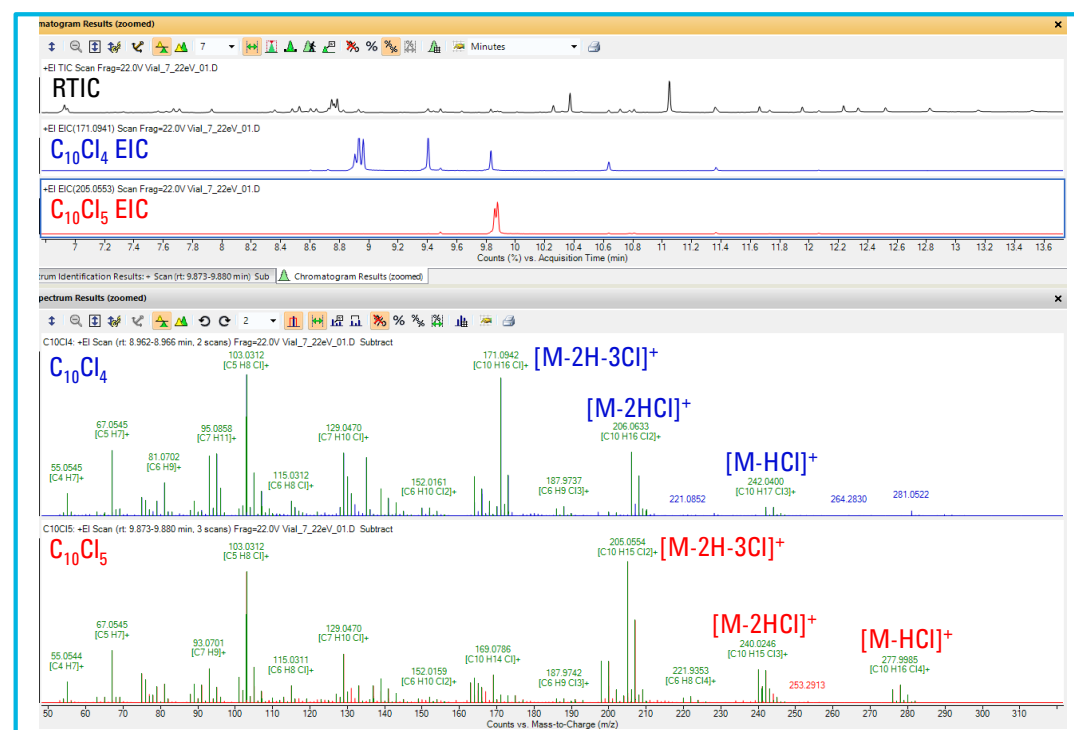 matogram Results (zoomed)
7
% Minutes
+EI TIC Scan Frag=22.0V Vial_7_22eV_01.D
RTIC
+EI EIC(171.0941) Scan Frag=22.0V Vial_7_22eV_01.D
C₁₀Cl₄ EIC
+EI EIC(205.0553) Scan Frag=22.0V Vial_7_22eV_01.D
C₁₀Cl₅ EIC
7 7.2 7.4 7.6 7.8 8 8.2 8.4 8.6 8.8 9 9.2 9.4 9.6 9.8 10 10.2 10.4 10.6 10.8 11 11.2 11.4 11.6 11.8 12 12.2 12.4 12.6 12.8 13 13.2 13.4 13.6
Counts (%) vs. Acquisition Time (min)
trum Identification Results: + Scan (rt: 9.873-9.880 min) Sub Chromatogram Results (zoomed)
pectrum Results (zoomed)
2 %
C10Cl4: +EI Scan (rt: 8.962-8.966 min, 2 scans) Frag=22.0V Vial_7_22eV_01.D Subtract
C₁₀Cl₄
103.0312
[C5 H8 Cl]+
171.0942
[C10 H16 Cl]+
[M-2H-3Cl]⁺
67.0545
[C5 H7]+
95.0858
[C7 H11]+
129.0470
[C7 H10 Cl]+
[M-2HCl]⁺
206.0633
[C10 H16 Cl2]+
55.0545
[C4 H7]+
81.0702
[C6 H9]+
115.0312
[C6 H8 Cl]+
152.0161
[C6 H10 Cl2]+
187.9737
[C6 H9 Cl3]+
[M-HCl]⁺
242.0400
[C10 H17 Cl3]+
221.0852
264.2830
281.0522
C10Cl5: +EI Scan (rt: 9.873-9.880 min, 3 scans) Frag=22.0V Vial_7_22eV_01.D Subtract
C₁₀Cl₅
103.0312
[C5 H8 Cl]+
205.0554
[C10 H15 Cl2]+
[M-2H-3Cl]⁺
67.0545
[C5 H7]+
55.0544
[C4 H7]+
93.0701
[C7 H9]+
129.0470
[C7 H10 Cl]+
115.0311
[C6 H8 Cl]+
169.0786
[C10 H14 Cl]+
152.0159
[C6 H10 Cl2]+
187.9742
[C6 H9 Cl3]+
221.9353
[C6 H8 Cl4]+
[M-2HCl]⁺
240.0246
[C10 H15 Cl3]+
253.2913
[M-HCl]⁺
277.9985
[C10 H16 Cl4]+
50 60 70 80 90 100 110 120 130 140 150 160 170 180 190 200 210 220 230 240 250 260 270 280 290 300 310
Counts vs. Mass-to-Charge (m/z)